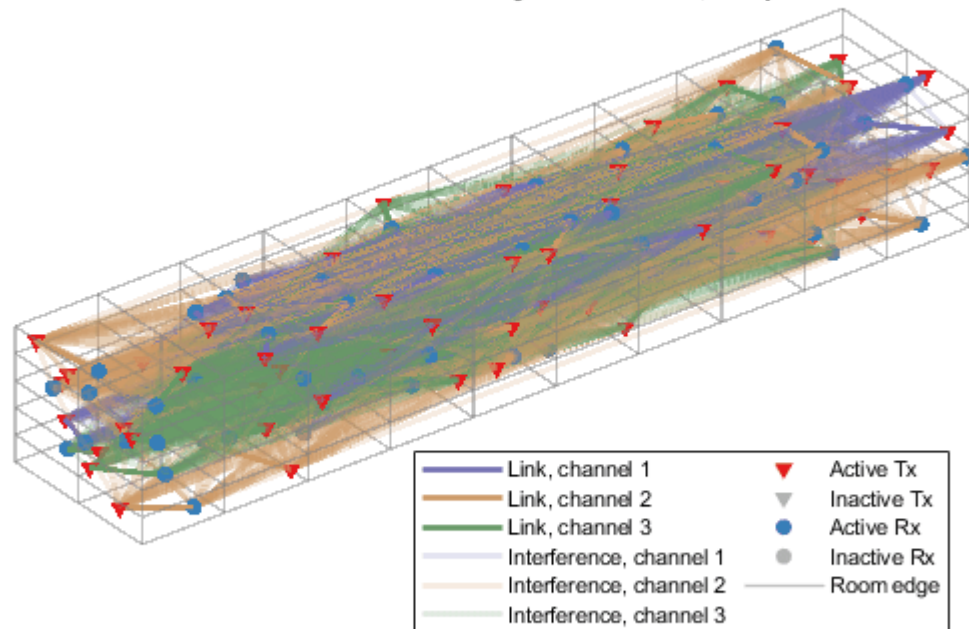 Link, channel 1
Link, channel 2
Link, channel 3
Interference, channel 1
Interference, channel 2
Interference, channel 3
Active Tx
Inactive Tx
Active Rx
Inactive Rx
Room edge